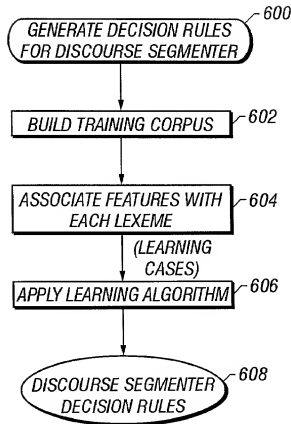 600
GENERATE DECISION RULES
FOR DISCOURSE SEGMENTER
BUILD TRAINING CORPUS
602
ASSOCIATE FEATURES WITH
EACH LEXEME
604
(LEARNING
CASES)
APPLY LEARNING ALGORITHM
606
DISCOURSE SEGMENTER
DECISION RULES
608